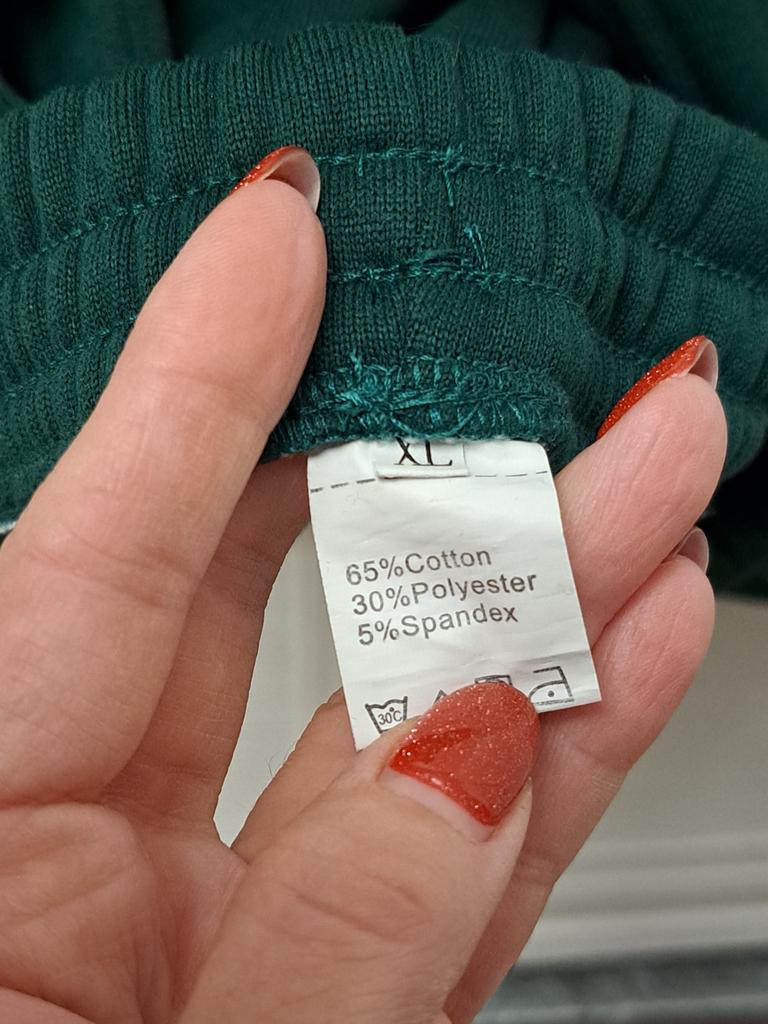 XL
65%Cotton
30%Polyester
5%Spandex
30°C